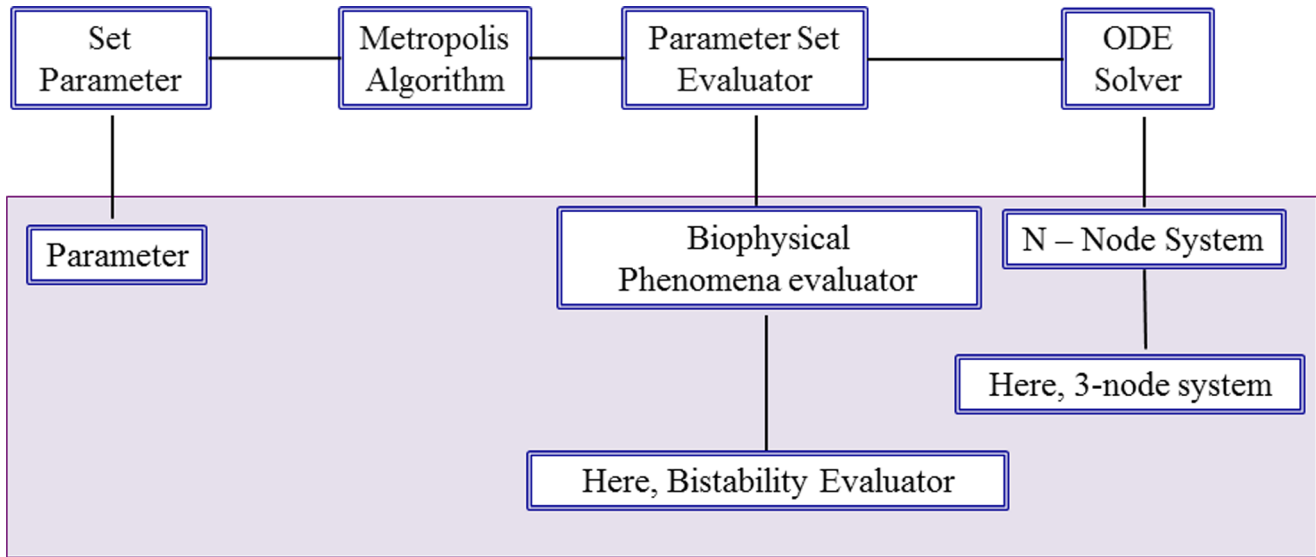 Set
Parameter
Metropolis
Algorithm
Parameter Set
Evaluator
ODE
Solver
Parameter
Biophysical
Phenomena evaluator
N – Node System
Here, 3-node system
Here, Bistability Evaluator